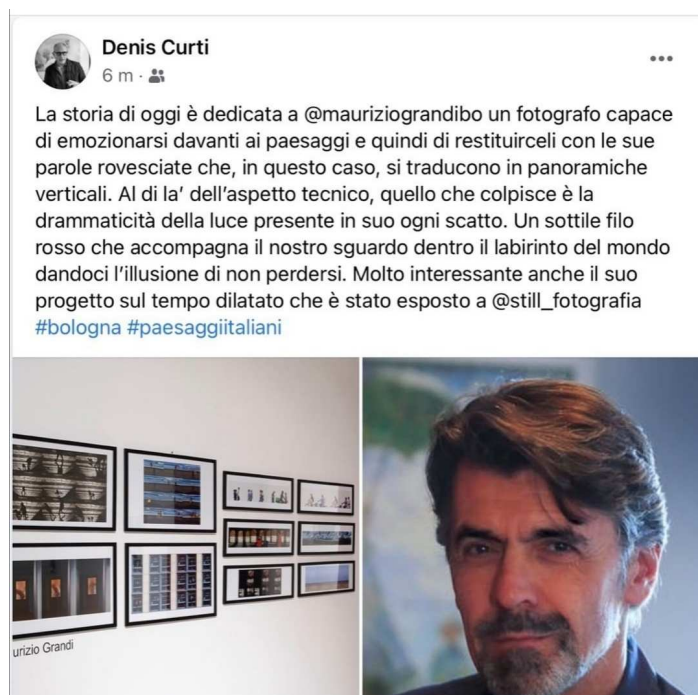 Denis Curti
6 m ·
La storia di oggi è dedicata a @mauriziograndibo un fotografo capace
di emozionarsi davanti ai paesaggi e quindi di restituirceli con le sue
parole rovesciate che, in questo caso, si traducono in panoramiche
verticali. Al di la’ dell’aspetto tecnico, quello che colpisce è la
drammaticità della luce presente in suo ogni scatto. Un sottile filo
rosso che accompagna il nostro sguardo dentro il labirinto del mondo
dandoci l’illusione di non perdersi. Molto interessante anche il suo
progetto sul tempo dilatato che è stato esposto a @still_fotografia
#bologna #paesaggiitaliani
urizio Grandi